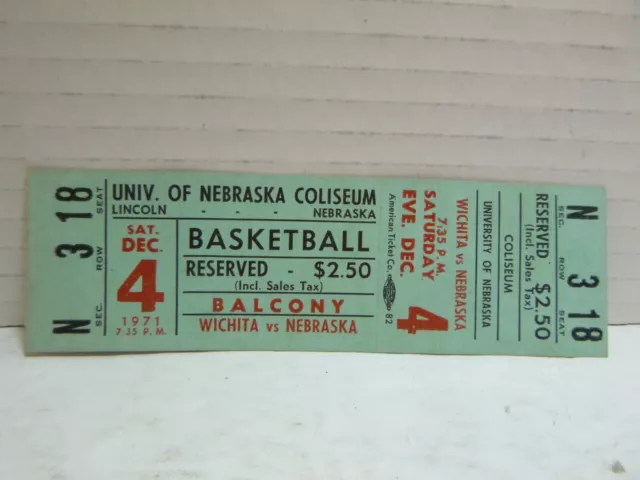 SEAT 18
ROW 3
SEC. N
UNIV. OF NEBRASKA COLISEUM
LINCOLN - - - NEBRASKA
SAT.
DEC.
4
1971
7:35 P.M.
BASKETBALL
RESERVED - $2.50
(Incl. Sales Tax)
BALCONY
WICHITA vs NEBRASKA
American Ticket Co. 82
EVE. DEC. 4
SATURDAY
7:35 P.M.
WICHITA vs NEBRASKA
UNIVERSITY OF NEBRASKA
COLISEUM
RESERVED $2.50
(Incl. Sales Tax)
SEC. N
ROW 3
SEAT 18